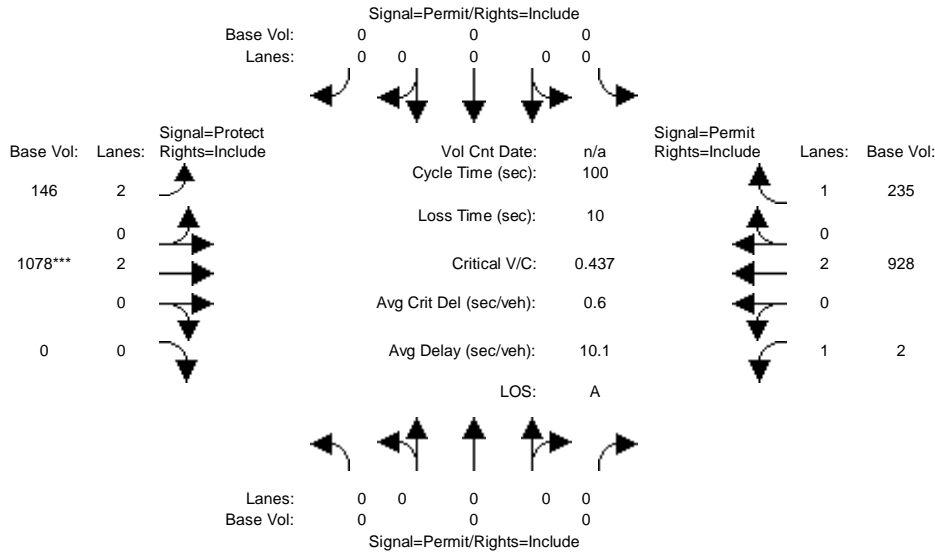 Signal=Permit/Rights=Include
Base Vol: 0 0 0
Lanes: 0 0 0 0 0
Signal=Protect Signal=Permit
Base Vol: Lanes: Rights=Include Vol Cnt Date: n/a Rights=Include Lanes: Base Vol:
Cycle Time (sec): 100
146 2 1 235
Loss Time (sec): 10
0 0
1078*** 2 Critical V/C: 0.437 2 928
0 Avg Crit Del (sec/veh): 0.6 0
0 0 Avg Delay (sec/veh): 10.1 1 2
LOS: A
Lanes: 0 0 0 0 0
Base Vol: 0 0 0
Signal=Permit/Rights=Include